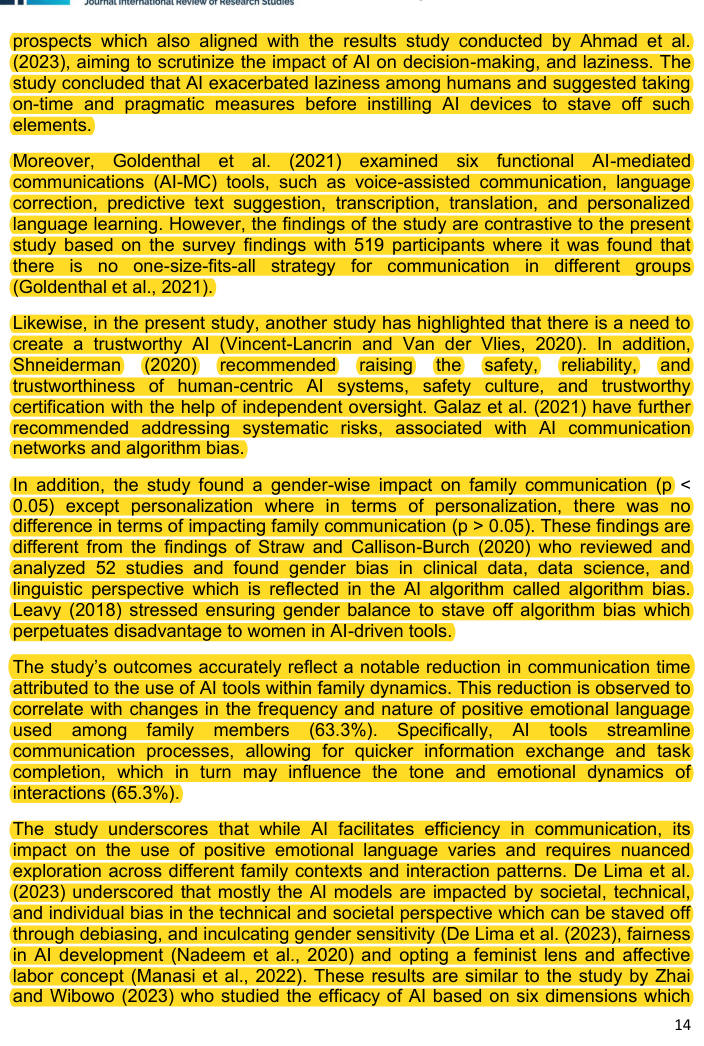 Journal International Review of Research Studies
prospects which also aligned with the results study conducted by Ahmad et al.
(2023), aiming to scrutinize the impact of AI on decision-making, and laziness. The
study concluded that AI exacerbated laziness among humans and suggested taking
on-time and pragmatic measures before instilling AI devices to stave off such
elements.
Moreover, Goldenthal et al. (2021) examined six functional AI-mediated
communications (AI-MC) tools, such as voice-assisted communication, language
correction, predictive text suggestion, transcription, translation, and personalized
language learning. However, the findings of the study are contrastive to the present
study based on the survey findings with 519 participants where it was found that
there is no one-size-fits-all strategy for communication in different groups
(Goldenthal et al., 2021).
Likewise, in the present study, another study has highlighted that there is a need to
create a trustworthy AI (Vincent-Lancrin and Van der Vlies, 2020). In addition,
Shneiderman (2020) recommended raising the safety, reliability, and
trustworthiness of human-centric AI systems, safety culture, and trustworthy
certification with the help of independent oversight. Galaz et al. (2021) have further
recommended addressing systematic risks, associated with AI communication
networks and algorithm bias.
In addition, the study found a gender-wise impact on family communication (p <
0.05) except personalization where in terms of personalization, there was no
difference in terms of impacting family communication (p > 0.05). These findings are
different from the findings of Straw and Callison-Burch (2020) who reviewed and
analyzed 52 studies and found gender bias in clinical data, data science, and
linguistic perspective which is reflected in the AI algorithm called algorithm bias.
Leavy (2018) stressed ensuring gender balance to stave off algorithm bias which
perpetuates disadvantage to women in AI-driven tools.
The study's outcomes accurately reflect a notable reduction in communication time
attributed to the use of AI tools within family dynamics. This reduction is observed to
correlate with changes in the frequency and nature of positive emotional language
used among family members (63.3%). Specifically, AI tools streamline
communication processes, allowing for quicker information exchange and task
completion, which in turn may influence the tone and emotional dynamics of
interactions (65.3%).
The study underscores that while AI facilitates efficiency in communication, its
impact on the use of positive emotional language varies and requires nuanced
exploration across different family contexts and interaction patterns. De Lima et al.
(2023) underscored that mostly the AI models are impacted by societal, technical,
and individual bias in the technical and societal perspective which can be staved off
through debiasing, and inculcating gender sensitivity (De Lima et al. (2023), fairness
in AI development (Nadeem et al., 2020) and opting a feminist lens and affective
labor concept (Manasi et al., 2022). These results are similar to the study by Zhai
and Wibowo (2023) who studied the efficacy of AI based on six dimensions which
14